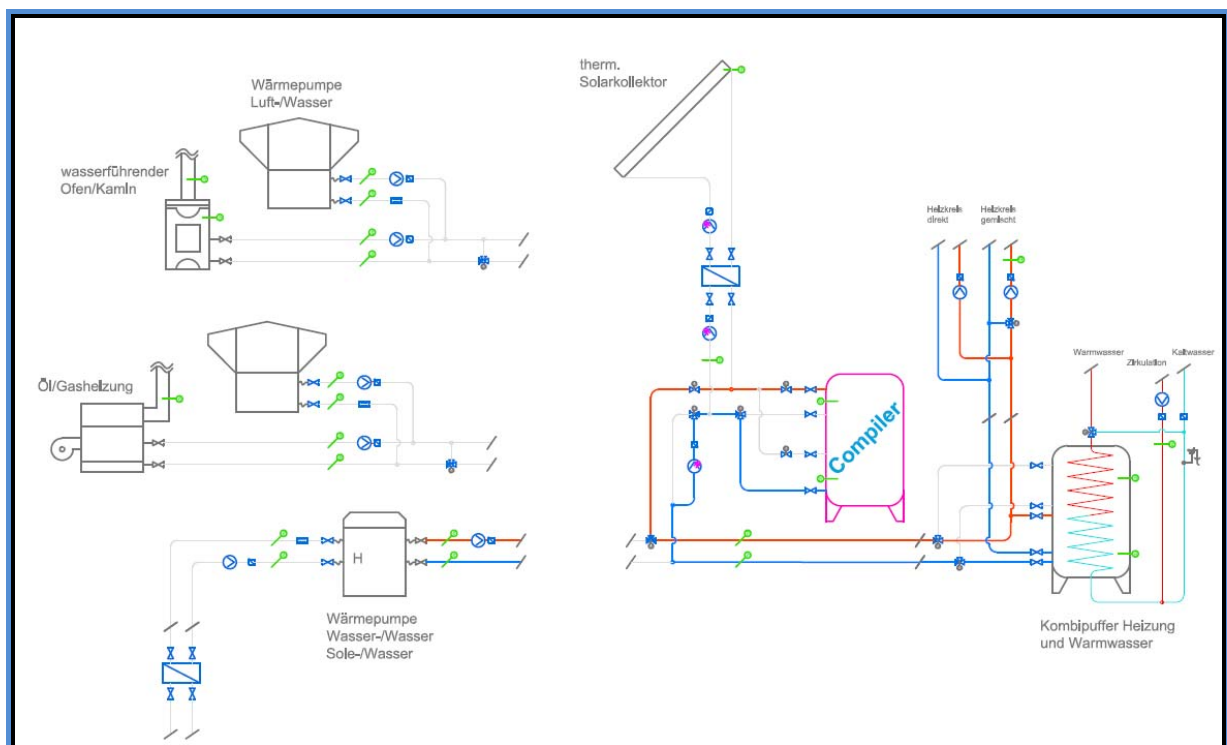 Wärmepumpe
Luft-/Wasser
wasserführender
Ofen/Kamin
therm.
Solarkollektor
Heizkreis
direkt
Heizkreis
gemischt
Öl/Gasheizung
Warmwasser
Zirkulation
Kaltwasser
Compiler
H
Wärmepumpe
Wasser-/Wasser
Sole-/Wasser
Kombipuffer Heizung
und Warmwasser